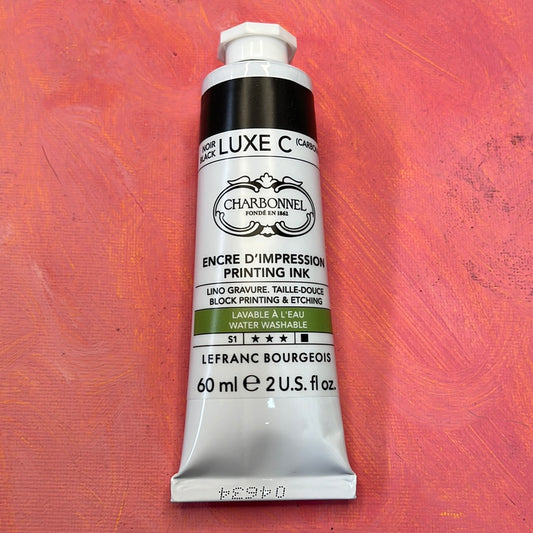 NOIR
BLACK
LUXE C
CHARBONNEL
FONDÉ EN 1862
ENCRE D'IMPRESSION
PRINTING INK
LINO GRAVURE. TAILLE-DOUCE
BLOCK PRINTING & ETCHING
LAVABLE À L'EAU
WATER WASHABLE
S1 ★ ★ ★ ■
LEFRANC BOURGEOIS
60 ml ℮ 2 U.S. fl oz.
04634